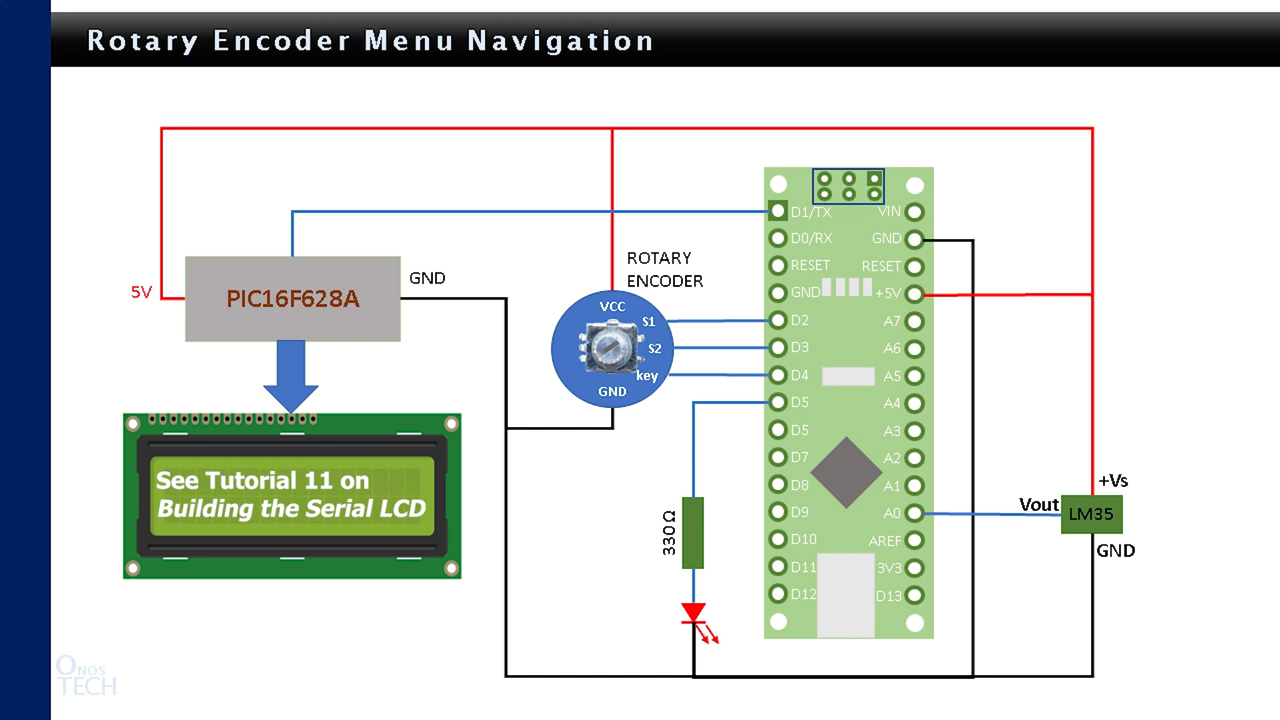 Rotary Encoder Menu Navigation
5V
PIC16F628A
GND
ROTARY
ENCODER
VCC
S1
S2
key
GND
See Tutorial 11 on
Building the Serial LCD
330 Ω
D1/TX
D0/RX
RESET
GND
D2
D3
D4
D5
D5
D7
D8
D9
D10
D11
D12
VIN
GND
RESET
+5V
A7
A6
A5
A4
A3
A2
A1
A0
AREF
3V3
D13
+Vs
Vout
LM35
GND
ONOS
TECH